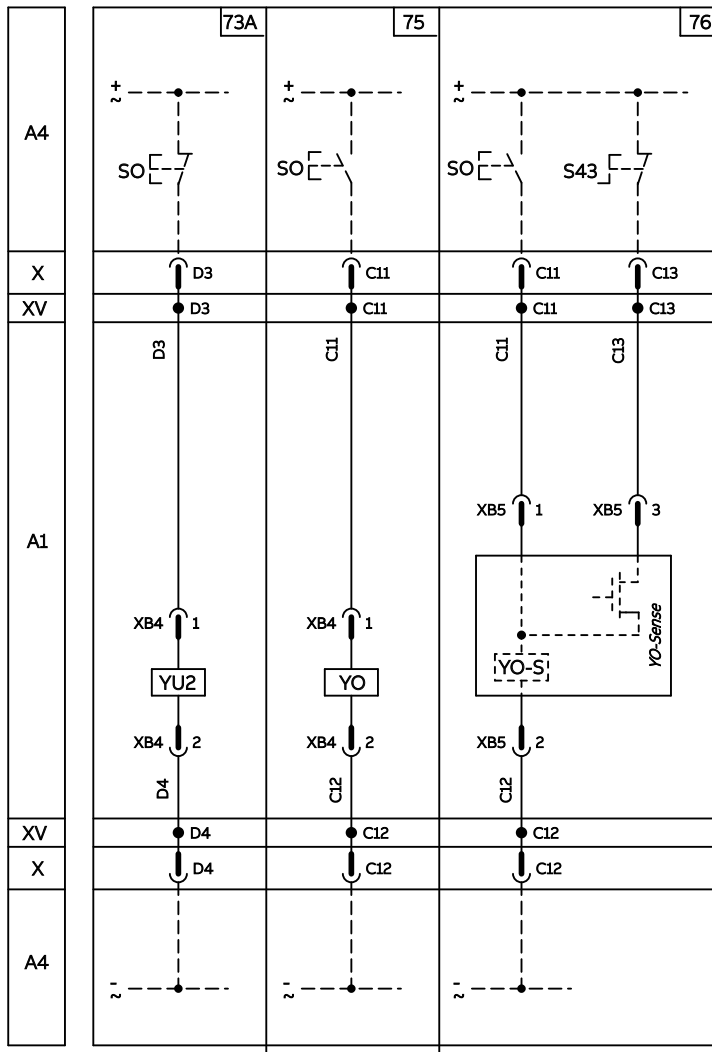 73A 75 76
+ + +
~ ~ ~
A4
SO SO SO S43
X D3 C11 C11 C13
XV D3 C11 C11 C13
D3 C11 C11 C13
XB5 1 XB5 3
A1
XB4 1 XB4 1
YO-Sense
YU2 YO YO-S
XB4 2 XB4 2 XB5 2
D4 C12 C12
XV D4 C12 C12
X D4 C12 C12
A4
- - -
~ ~ ~